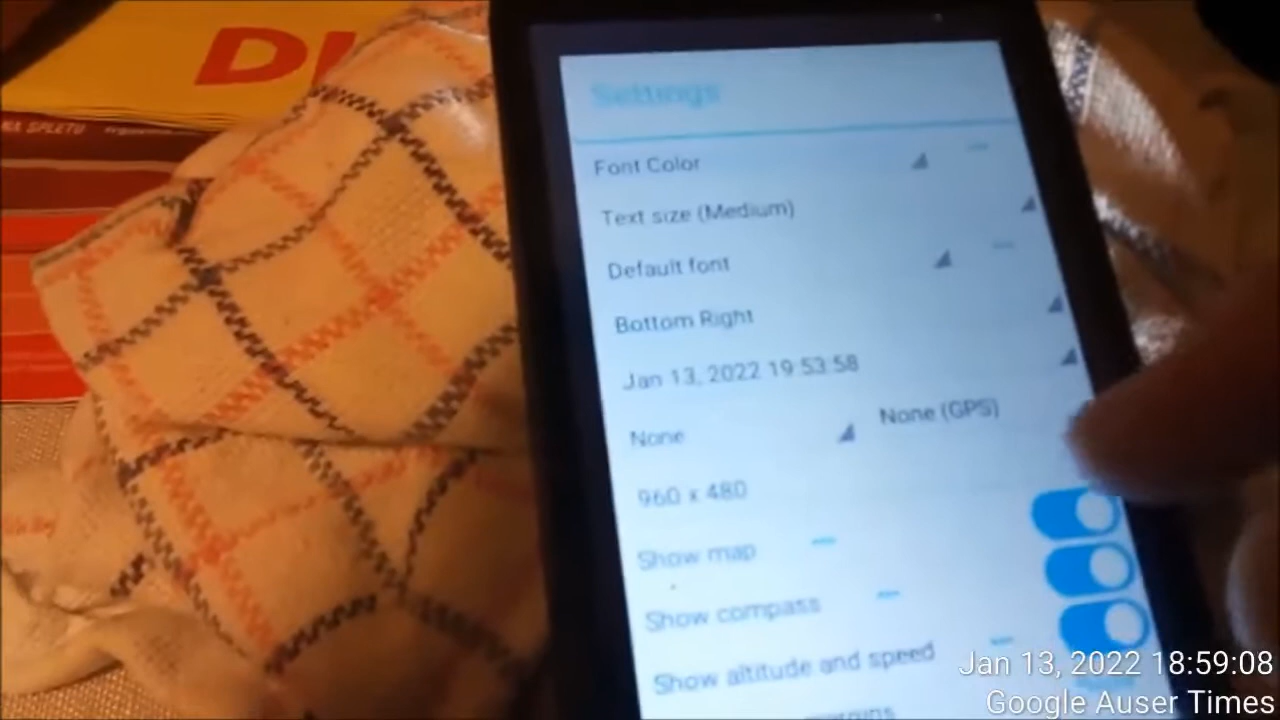 DI
SPLETU
Settings
Font Color
Text size (Medium)
Default font
Bottom Right
Jan 13, 2022 19:53:58
None
None (GPS)
960 x 480
Show map
Show compass
Show altitude and speed
Jan 13, 2022 18:59:08
Google Auser Times